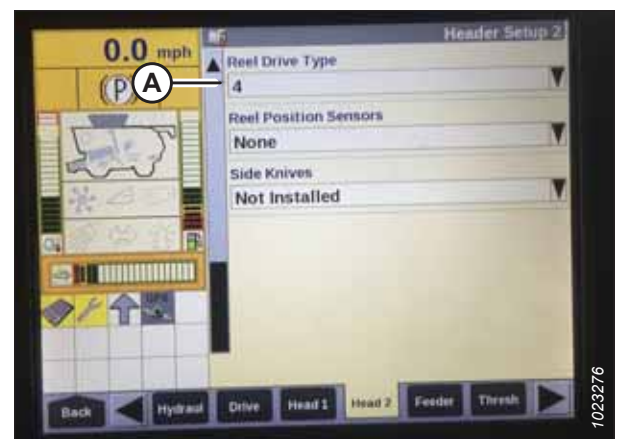 0.0 mph
Header Setup 2
(P)
A
Reel Drive Type
4
Reel Position Sensors
None
Side Knives
Not Installed
GPS
Back
Hydraul
Drive
Head 1
Head 2
Feeder
Thresh
1023276